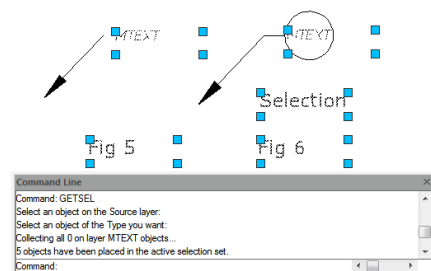 MTEXT MTEXT
Selection
Fig 5 Fig 6
Command Line
Command: GETSEL
Select an object on the Source layer:
Select an object of the Type you want:
Collecting all 0 on layer MTEXT objects...
5 objects have been placed in the active selection set.
Command: